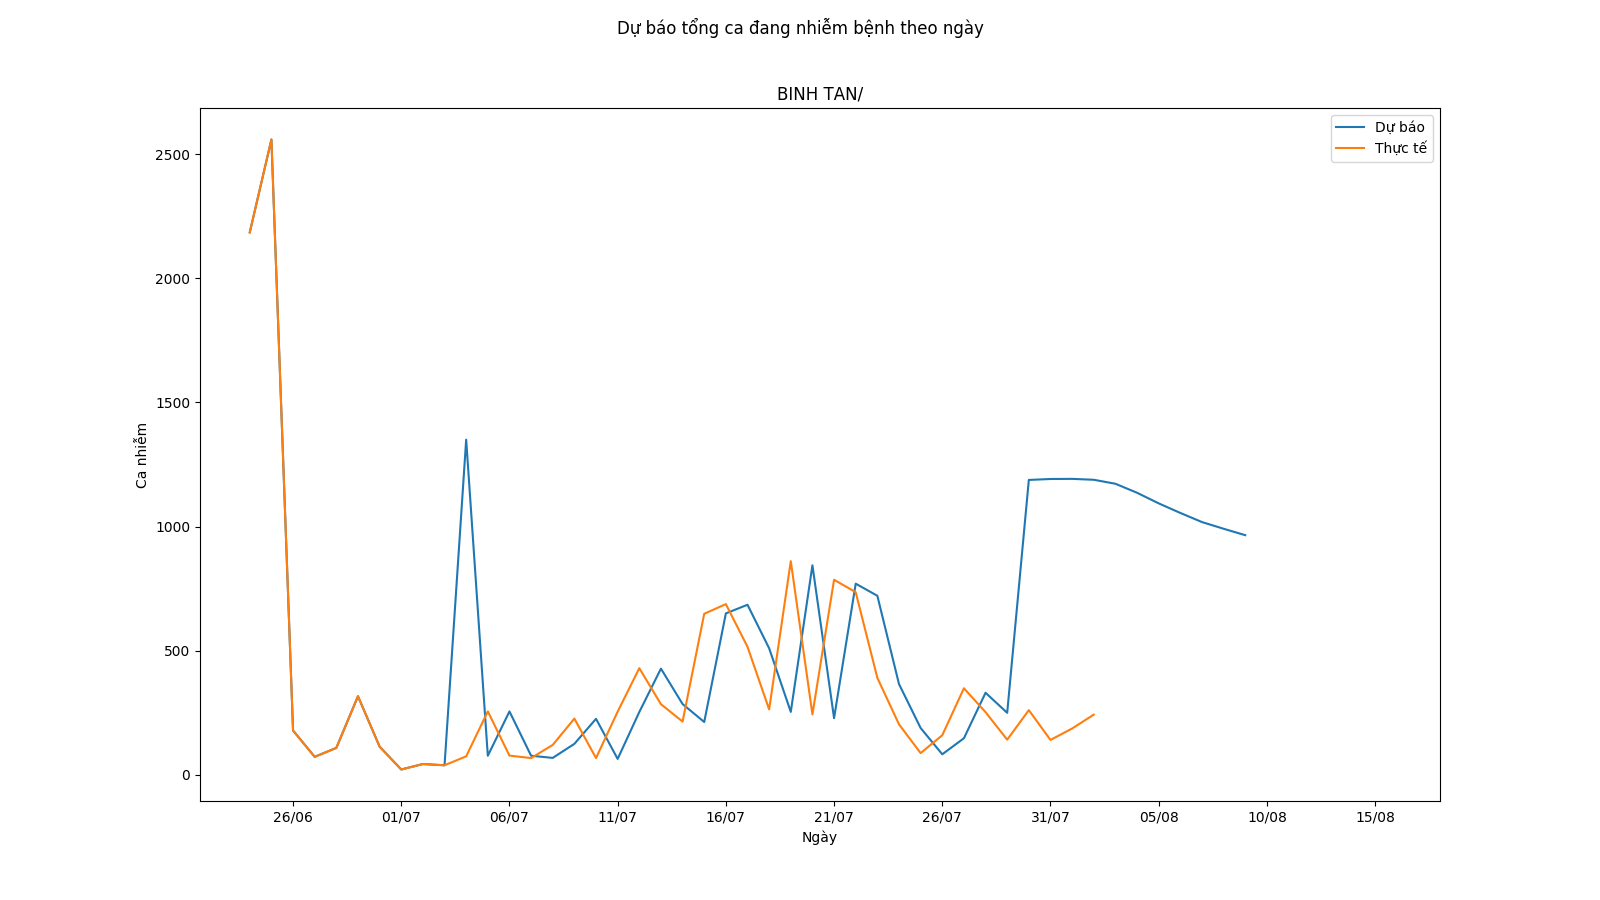 Dự báo tổng ca đang nhiễm bệnh theo ngày
BINH TAN/
Dự báo
Thực tế
2500
2000
1500
1000
500
0
Ca nhiễm
26/06
01/07
06/07
11/07
16/07
21/07
26/07
31/07
05/08
10/08
15/08
Ngày